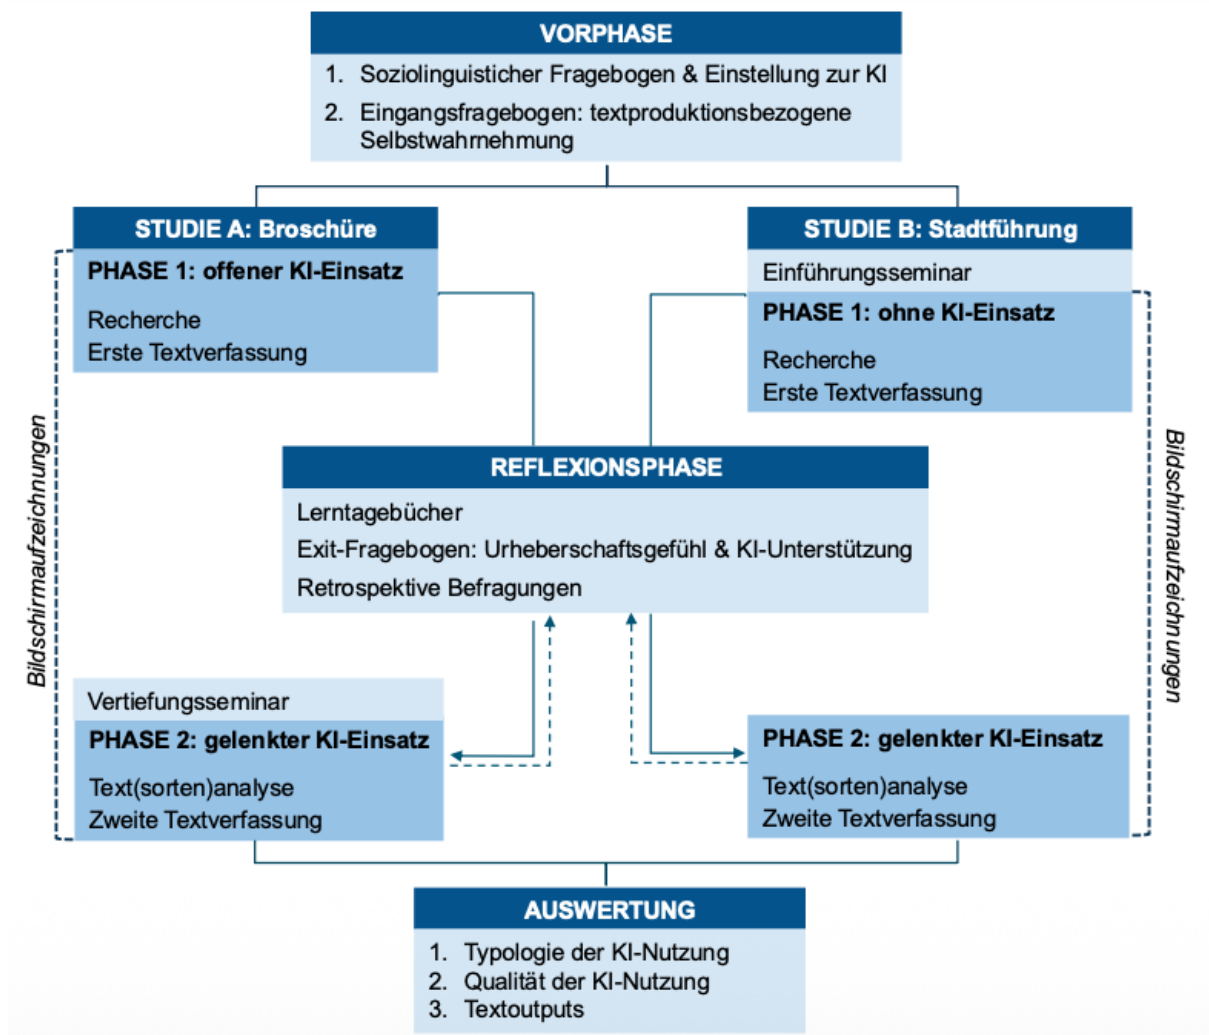 VORPHASE
1. Soziolinguisticher Fragebogen & Einstellung zur KI
2. Eingangsfragebogen: textproduktionsbezogene
Selbstwahrnehmung
STUDIE A: Broschüre
PHASE 1: offener KI-Einsatz
Recherche
Erste Textverfassung
STUDIE B: Stadtführung
Einführungsseminar
PHASE 1: ohne KI-Einsatz
Recherche
Erste Textverfassung
Bildschirmaufzeichnungen
REFLEXIONSPHASE
Lerntagebücher
Exit-Fragebogen: Urheberschaftsgefühl & KI-Unterstützung
Retrospektive Befragungen
Bildschirmaufzeichnungen
Vertiefungsseminar
PHASE 2: gelenkter KI-Einsatz
Text(sorten)analyse
Zweite Textverfassung
PHASE 2: gelenkter KI-Einsatz
Text(sorten)analyse
Zweite Textverfassung
AUSWERTUNG
1. Typologie der KI-Nutzung
2. Qualität der KI-Nutzung
3. Textoutputs